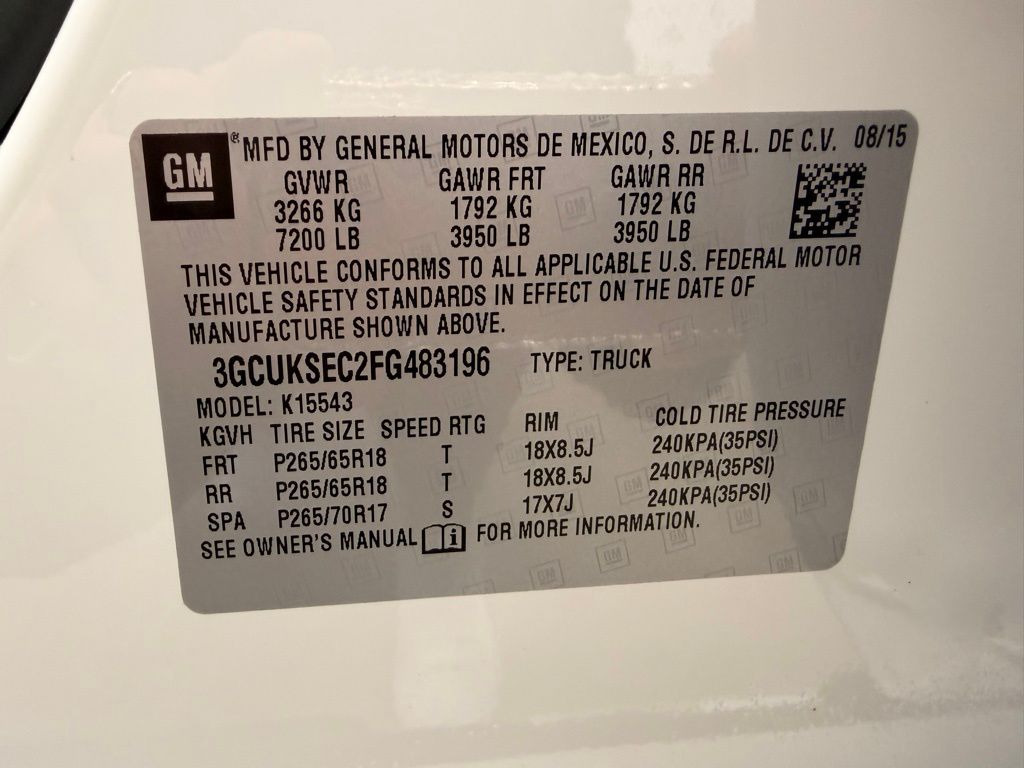 GM ® MFD BY GENERAL MOTORS DE MEXICO, S. DE R.L. DE C.V. 08/15
GVWR GAWR FRT GAWR RR
3266 KG 1792 KG 1792 KG
7200 LB 3950 LB 3950 LB
THIS VEHICLE CONFORMS TO ALL APPLICABLE U.S. FEDERAL MOTOR
VEHICLE SAFETY STANDARDS IN EFFECT ON THE DATE OF
MANUFACTURE SHOWN ABOVE.
3GCUKSEC2FG483196 TYPE: TRUCK
MODEL: K15543
KGVH TIRE SIZE SPEED RTG RIM COLD TIRE PRESSURE
FRT P265/65R18 T 18X8.5J 240KPA(35PSI)
RR P265/65R18 T 18X8.5J 240KPA(35PSI)
SPA P265/70R17 S 17X7J 240KPA(35PSI)
SEE OWNER'S MANUAL i FOR MORE INFORMATION.